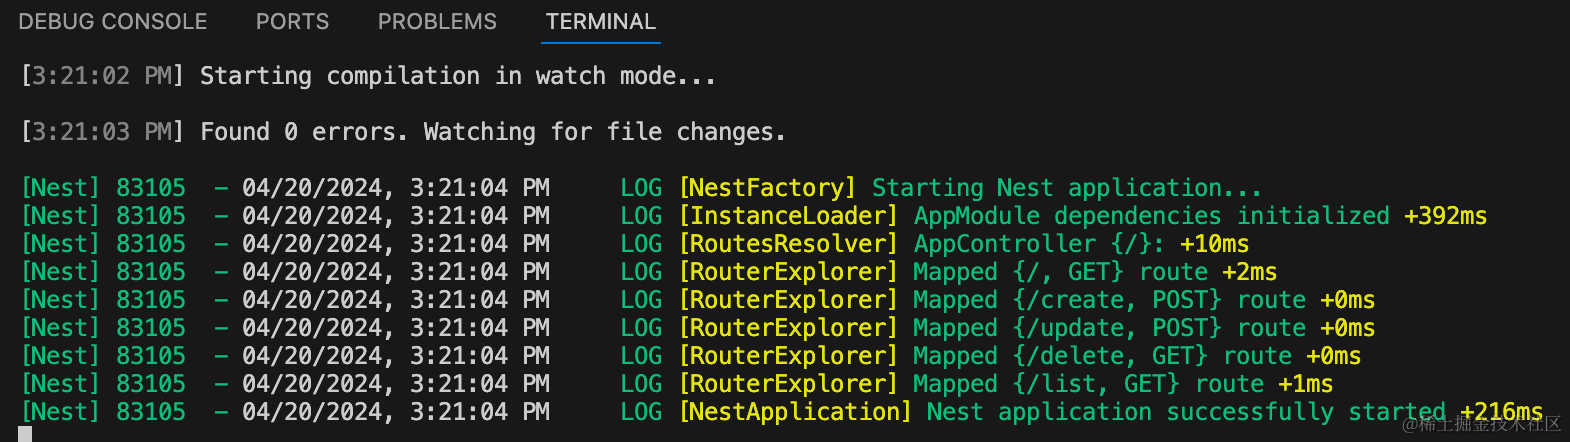 DEBUG CONSOLE PORTS PROBLEMS TERMINAL
[3:21:02 PM] Starting compilation in watch mode...
[3:21:03 PM] Found 0 errors. Watching for file changes.
[Nest] 83105  - 04/20/2024, 3:21:04 PM     LOG [NestFactory] Starting Nest application...
[Nest] 83105  - 04/20/2024, 3:21:04 PM     LOG [InstanceLoader] AppModule dependencies initialized +392ms
[Nest] 83105  - 04/20/2024, 3:21:04 PM     LOG [RoutesResolver] AppController {/}: +10ms
[Nest] 83105  - 04/20/2024, 3:21:04 PM     LOG [RouterExplorer] Mapped {/, GET} route +2ms
[Nest] 83105  - 04/20/2024, 3:21:04 PM     LOG [RouterExplorer] Mapped {/create, POST} route +0ms
[Nest] 83105  - 04/20/2024, 3:21:04 PM     LOG [RouterExplorer] Mapped {/update, POST} route +0ms
[Nest] 83105  - 04/20/2024, 3:21:04 PM     LOG [RouterExplorer] Mapped {/delete, GET} route +0ms
[Nest] 83105  - 04/20/2024, 3:21:04 PM     LOG [RouterExplorer] Mapped {/list, GET} route +1ms
[Nest] 83105  - 04/20/2024, 3:21:04 PM     LOG [NestApplication] Nest application successfully started +216ms
@稀土掘金技术社区